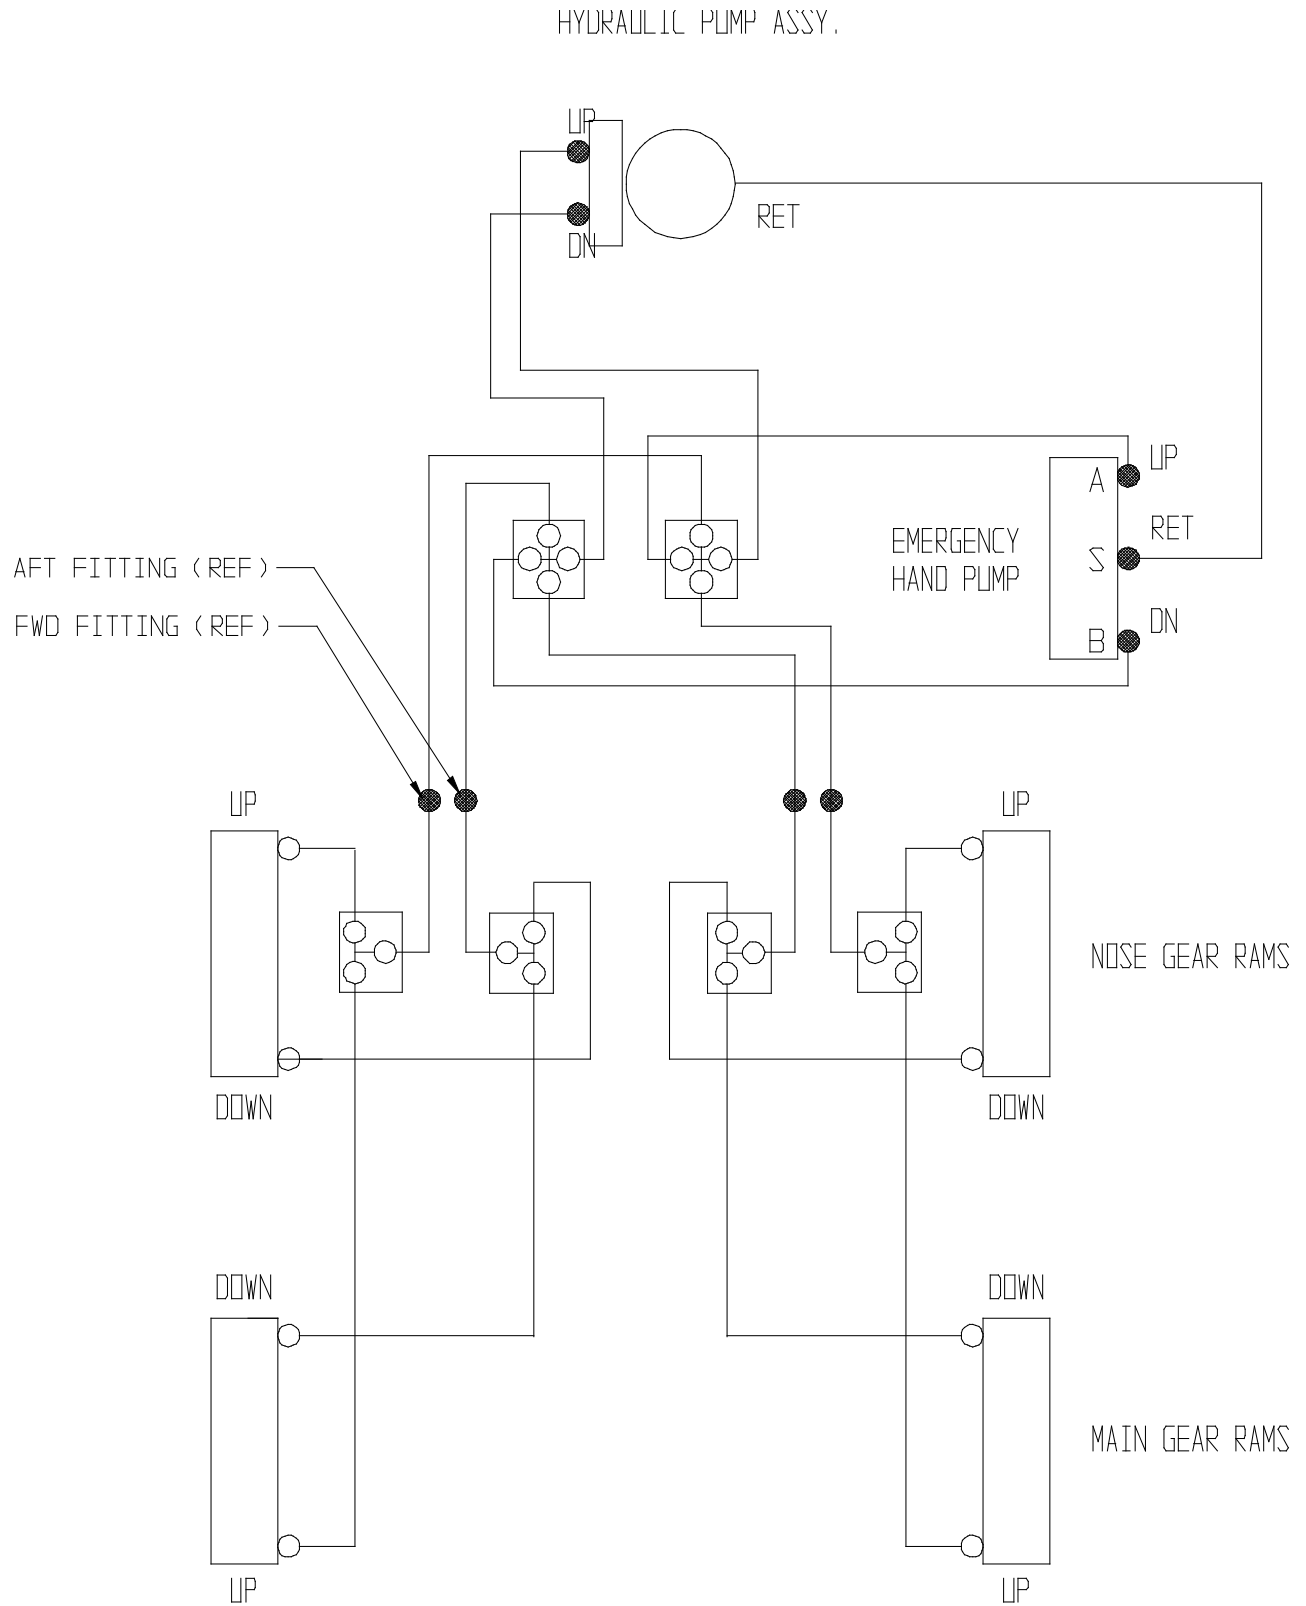 HYDRAULIC PUMP ASSY.
UP
RET
DN
UP
A
RET
EMERGENCY
HAND PUMP
S
AFT FITTING (REF)
FWD FITTING (REF)
DN
B
UP
UP
NOSE GEAR RAMS
DOWN
DOWN
DOWN
DOWN
MAIN GEAR RAMS
UP
UP